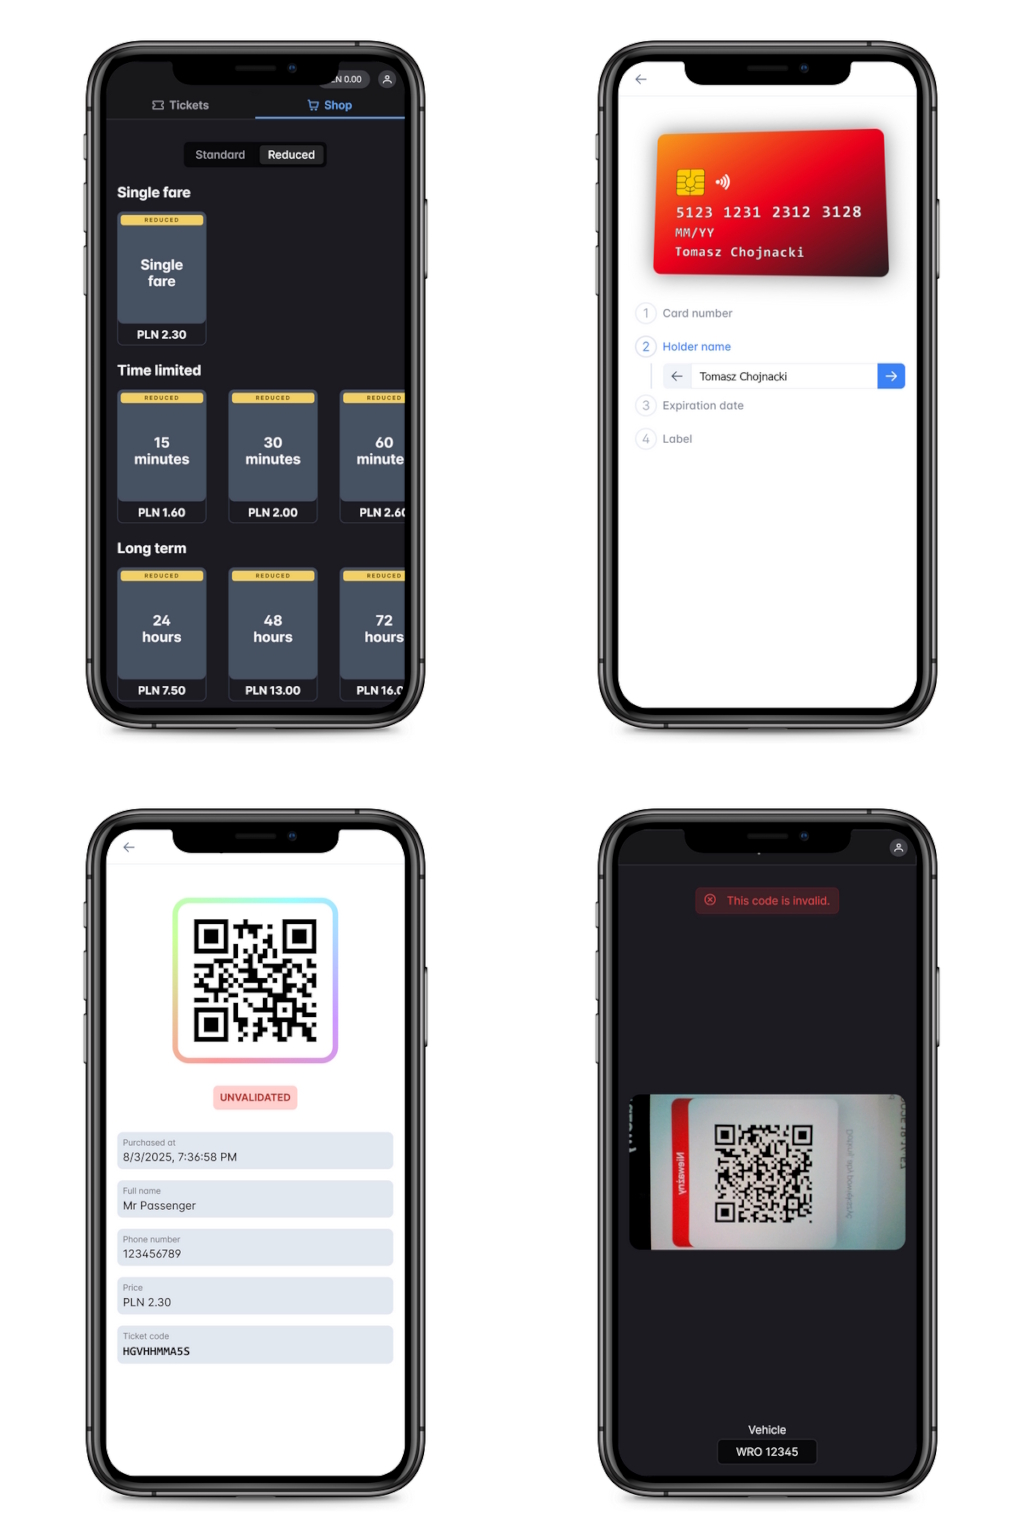 N 0.00
Tickets
Shop
Standard
Reduced
Single fare
REDUCED
Single
fare
PLN 2.30
Time limited
REDUCED
REDUCED
REDUCED
15
minutes
30
minutes
60
minute
PLN 1.60
PLN 2.00
PLN 2.60
Long term
REDUCED
REDUCED
REDUCED
24
hours
48
hours
72
hours
PLN 7.50
PLN 13.00
PLN 16.0
5123 1231 2312 3128
MM/YY
Tomasz Chojnacki
1 Card number
2 Holder name
Tomasz Chojnacki
3 Expiration date
4 Label
UNVALIDATED
Purchased at
8/3/2025, 7:36:58 PM
Full name
Mr Passenger
Phone number
123456789
Price
PLN 2.30
Ticket code
HGVHHMMA5S
This code is invalid.
Nieważny
Vehicle
WRO 12345